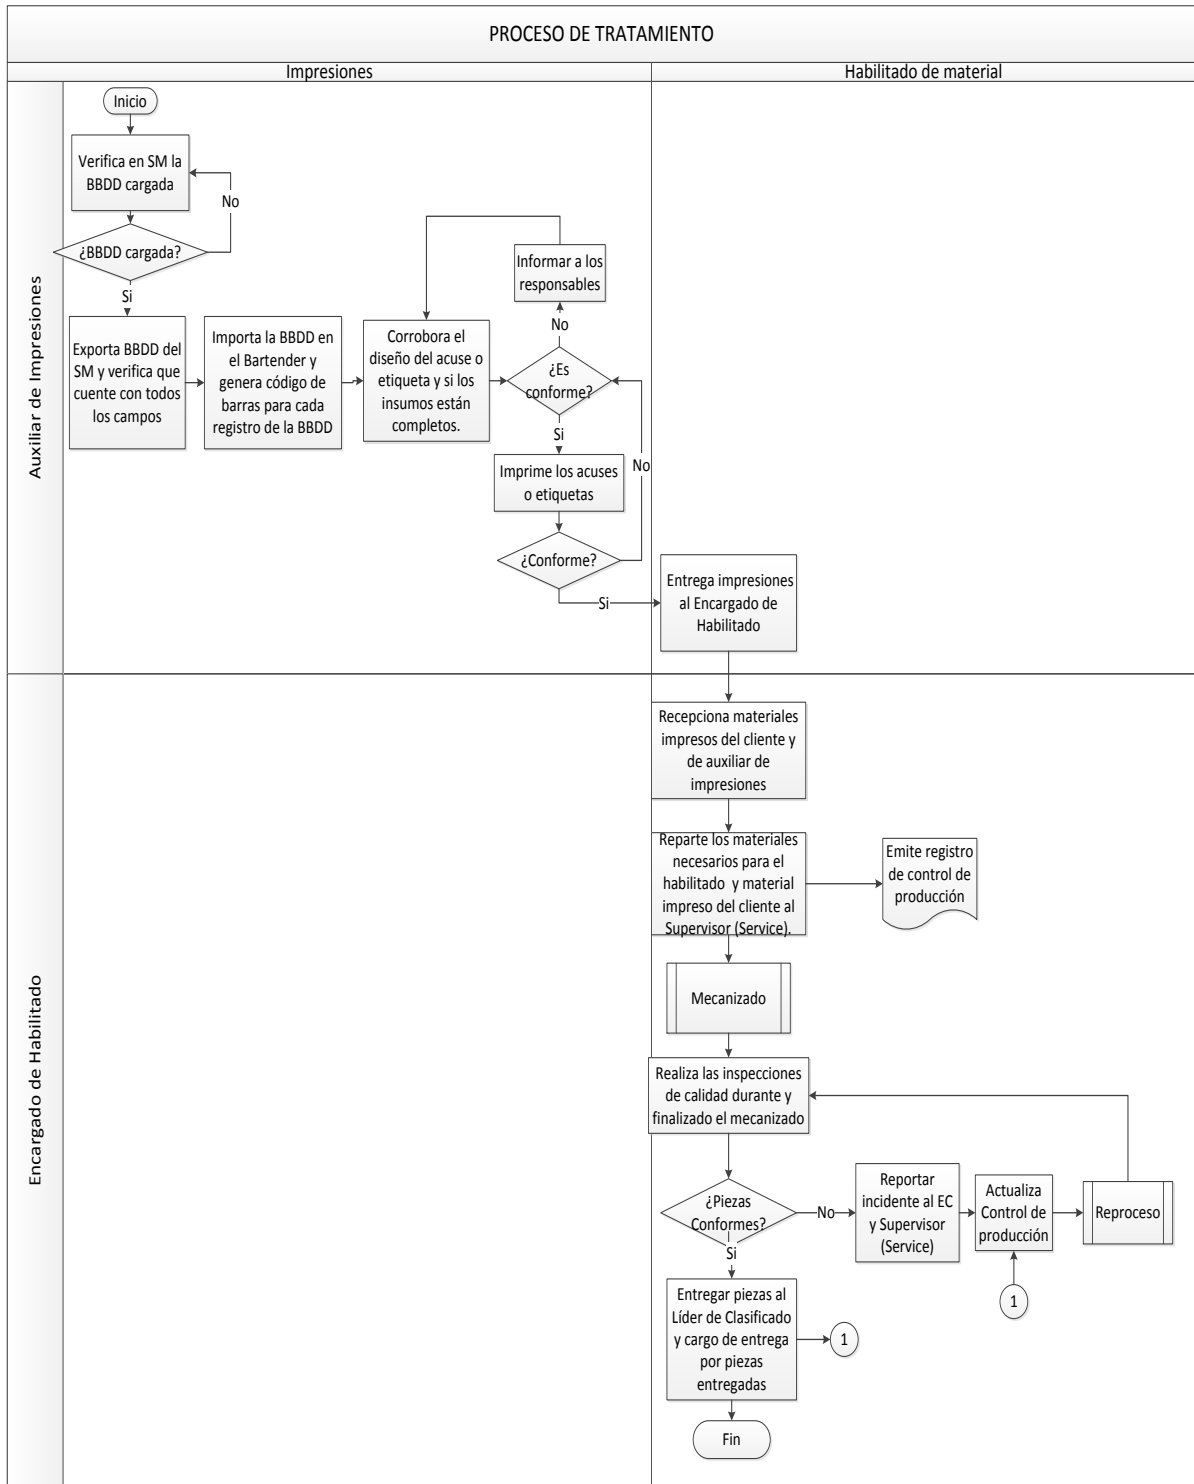 PROCESO DE TRATAMIENTO
Impresiones
Habilitado de material
Auxiliar de Impresiones
Inicio
Verifica en SM la
BBDD cargada
No
¿BBDD cargada?
Si
Exporta BBDD del
SM y verifica que
cuente con todos
los campos
Importa la BBDD en
el Bartender y
genera código de
barras para cada
registro de la BBDD
Corrobora el
diseño del acuse o
etiqueta y si los
insumos están
completos.
Informar a los
responsables
No
¿Es
conforme?
Si
Imprime los acuses
o etiquetas
No
¿Conforme?
Si
Entrega impresiones
al Encargado de
Habilitado
Encargado de Habilitado
Recepciona materiales
impresos del cliente y
de auxiliar de
impresiones
Reparte los materiales
necesarios para el
habilitado y material
impreso del cliente al
Supervisor (Service).
Emite registro
de control de
producción
Mecanizado
Realiza las inspecciones
de calidad durante y
finalizado el mecanizado
¿Piezas
Conformes?
No
Reportar
incidente al EC
y Supervisor
(Service)
Actualiza
Control de
producción
Reproceso
1
Si
Entregar piezas al
Líder de Clasificado
y cargo de entrega
por piezas
entregadas
1
Fin